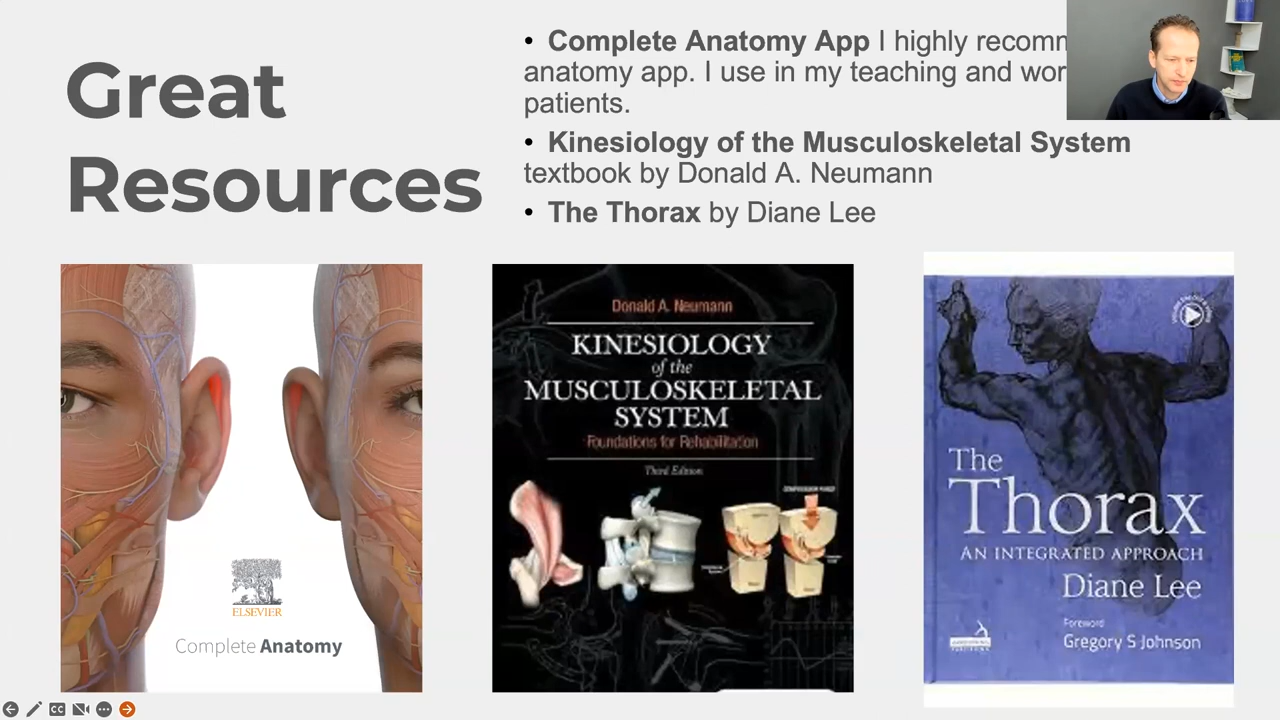 Great
Resources
• Complete Anatomy App I highly
anatomy app. I use in my teaching and
patients.
• Kinesiology of the Musculoskeletal System
textbook by Donald A. Neumann
• The Thorax by Diane Lee
ELSEVIER
Complete Anatomy
Donald A. Neumann
KINESIOLOGY
of the
MUSCULOSKELETAL
SYSTEM
Foundations for Rehabilitation
Third Edition
The
Thorax
AN INTEGRATED APPROACH
Diane Lee
Foreword
Gregory S Johnson
CC